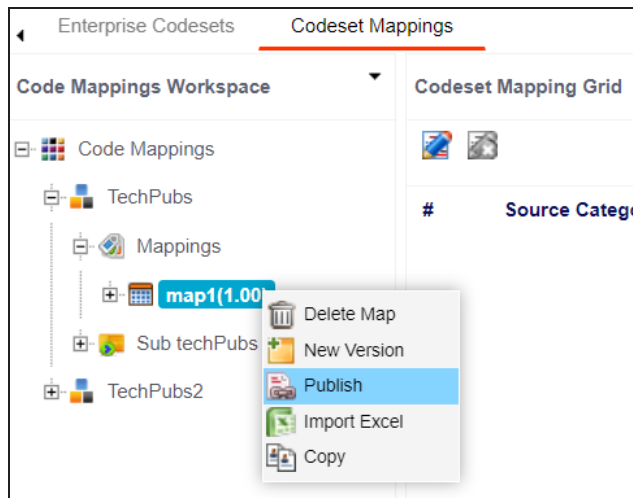 Enterprise Codesets
Codeset Mappings
Code Mappings Workspace
Codeset Mapping Grid
Code Mappings
TechPubs
#
Source Catego
Mappings
map1(1.00)
Delete Map
Sub techPubs
New Version
Publish
TechPubs2
Import Excel
Copy